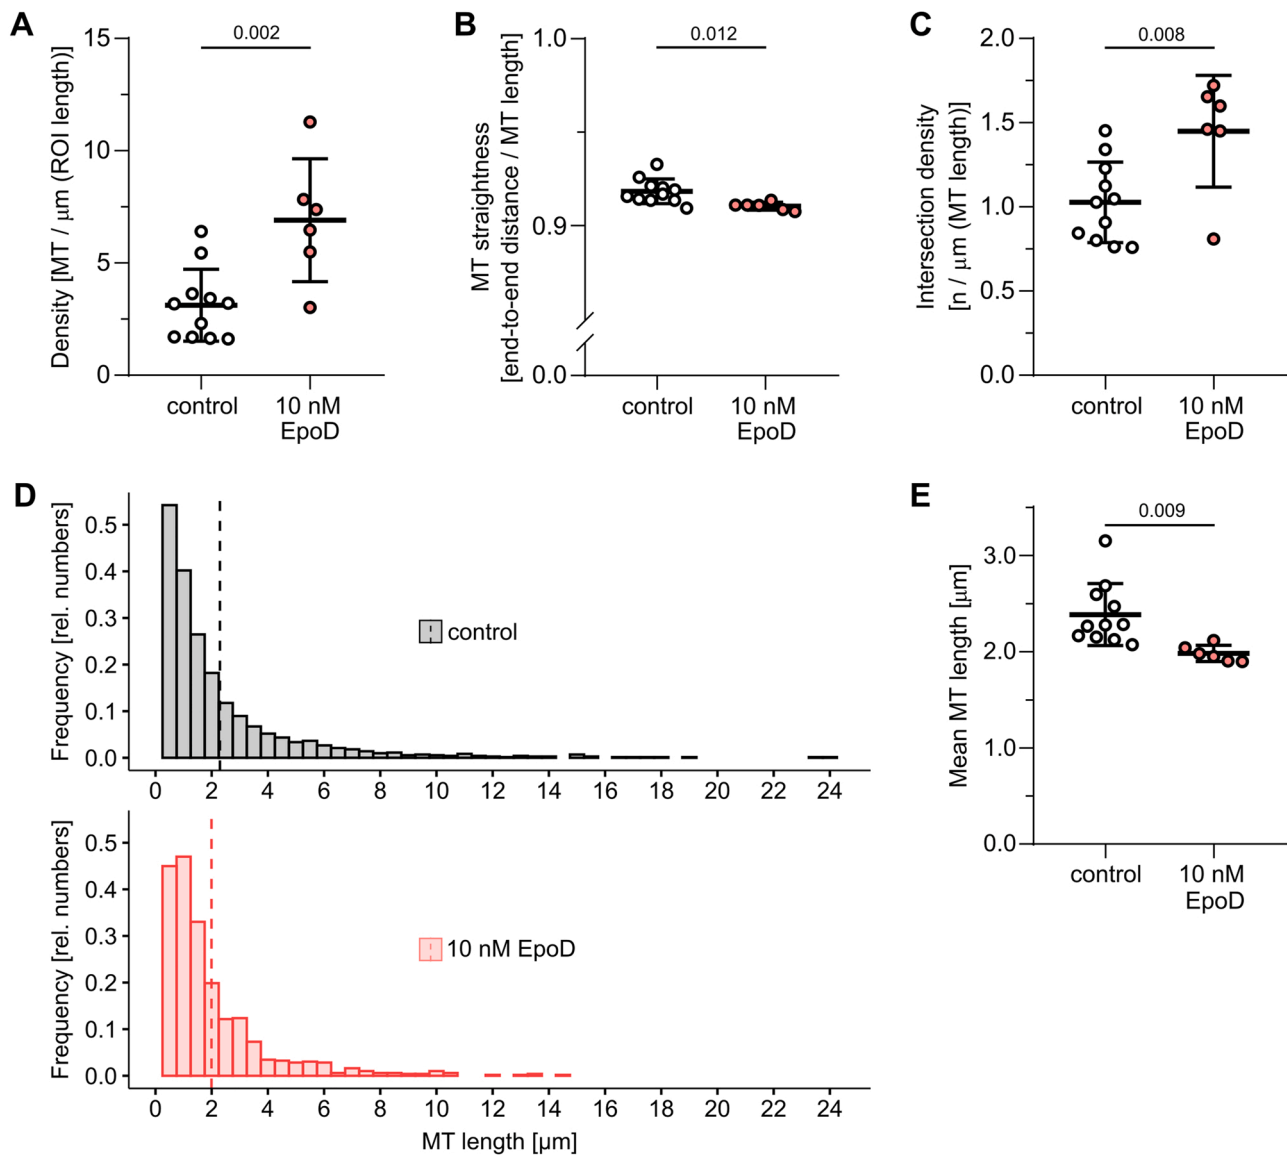 A
Density [MT / μm (ROI length)]
15
10
5
0
0.002
control
10 nM
EpoD
B
MT straightness
[end-to-end distance / MT length]
1.0
0.9
0.0
0.012
control
10 nM
EpoD
C
Intersection density
[n / μm (MT length)]
2.0
1.5
1.0
0.5
0.0
0.008
control
10 nM
EpoD
D
Frequency [rel. numbers]
0.5
0.4
0.3
0.2
0.1
0.0
control
0 2 4 6 8 10 12 14 16 18 20 22 24
Frequency [rel. numbers]
0.5
0.4
0.3
0.2
0.1
0.0
10 nM EpoD
0 2 4 6 8 10 12 14 16 18 20 22 24
MT length [μm]
E
Mean MT length [μm]
3.0
2.0
1.0
0.0
0.009
control
10 nM
EpoD